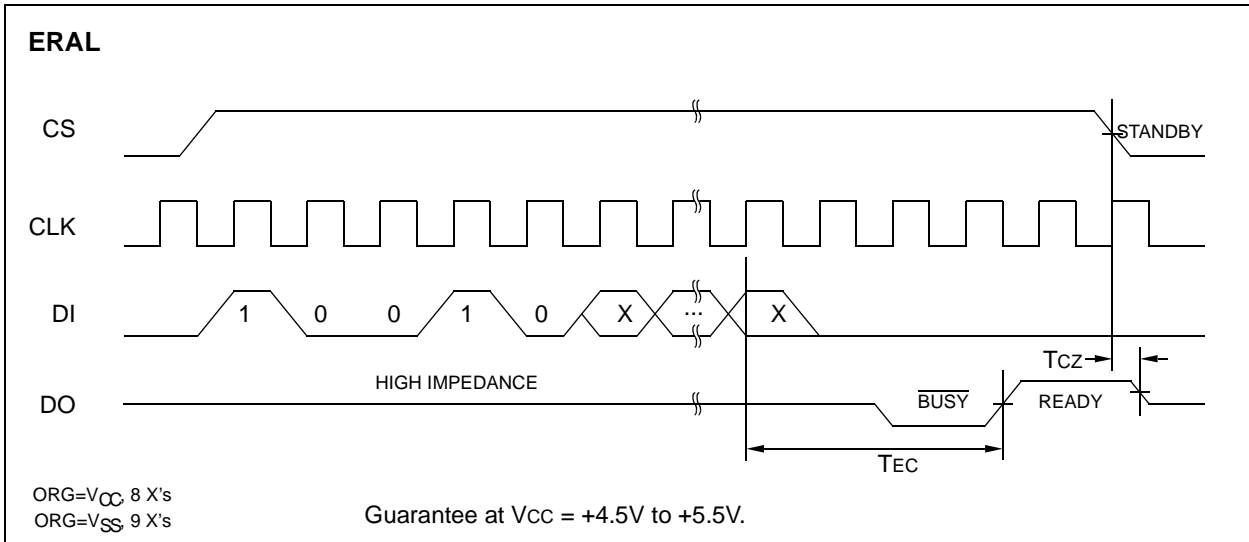 ERAL
CS
STANDBY
CLK
DI
1 0 0 1 0 X ... X
TCZ
HIGH IMPEDANCE
DO
BUSY
READY
TEC
ORG=VCC, 8 X's
ORG=VSS, 9 X's
Guarantee at VCC = +4.5V to +5.5V.